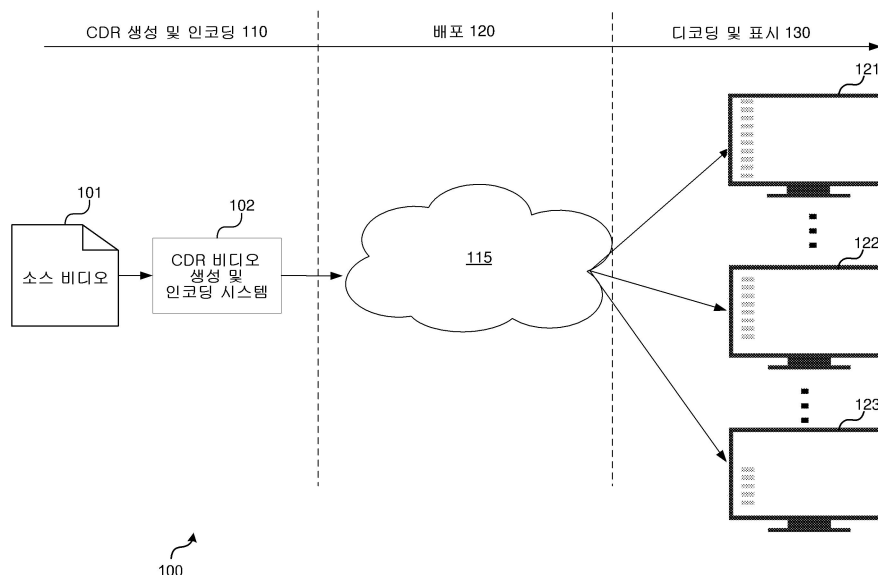 CDR 생성 및 인코딩 110
배포 120
디코딩 및 표시 130
121
101
102
소스 비디오
CDR 비디오
생성 및
인코딩 시스템
115
122
123
100